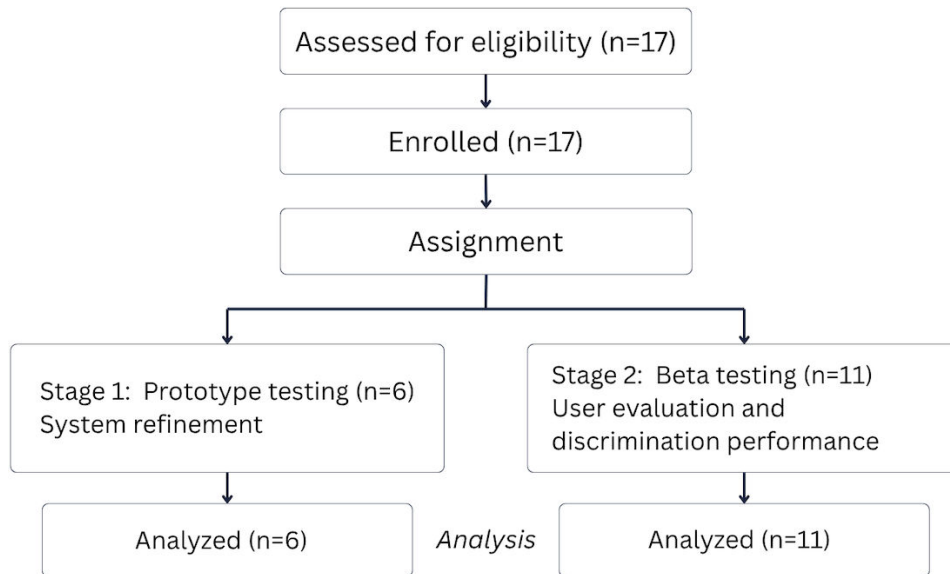 Assessed for eligibility (n=17)
Enrolled (n=17)
Assignment
Stage 1: Prototype testing (n=6)
System refinement
Stage 2: Beta testing (n=11)
User evaluation and
discrimination performance
Analyzed (n=6)
Analysis
Analyzed (n=11)